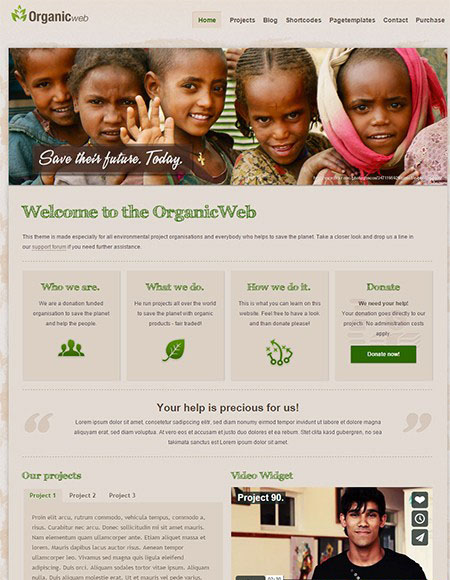 Organicweb
Home Projects Blog Shortcodes Pagetemplates Contact Purchase
Save their future. Today.
Welcome to the OrganicWeb
This theme is made especially for all environmental project organisations and everybody who helps to save the planet. Take a closer look and drop us a line in
our support forum if you need further assistance.
Who we are.
We are a donation funded
organisation to save the planet
and help the people.
What we do.
He run projects all over the world
to save the planet with organic
products - fair traded!
How we do it.
This is what you can learn on this
website. Feel free to have a look
and than donate please!
Donate
We need your help!
Your donation goes directly to our
projects. No administration costs
apply.
Donate now!
Your help is precious for us!
Lorem ipsum dolor sit amet, consetetur sadipscing elitr, sed diam nonumy eirmod tempor invidunt ut labore et dolore magna
aliquyam erat, sed diam voluptua. At vero eos et accusam et justo duo dolores et ea rebum. Stet clita kasd gubergren, no sea
takimata sanctus est Lorem ipsum dolor sit amet.
Our projects
Project 1 Project 2 Project 3
Proin elit arcu, rutrum commodo, vehicula tempus, commodo a,
risus. Curabitur nec arcu. Donec sollicitudin mi sit amet mauris.
Nam elementum quam ullamcorper ante. Etiam aliquet massa et
lorem. Mauris dapibus lacus auctor risus. Aenean tempor
ullamcorper leo. Vivamus sed magna quis ligula eleifend
adipiscing. Duis orci. Aliquam sodales tortor vitae ipsum. Aliquam
nulla. Duis aliquam molestie erat. Ut et mauris vel pede varius
Video Widget
Project 90,